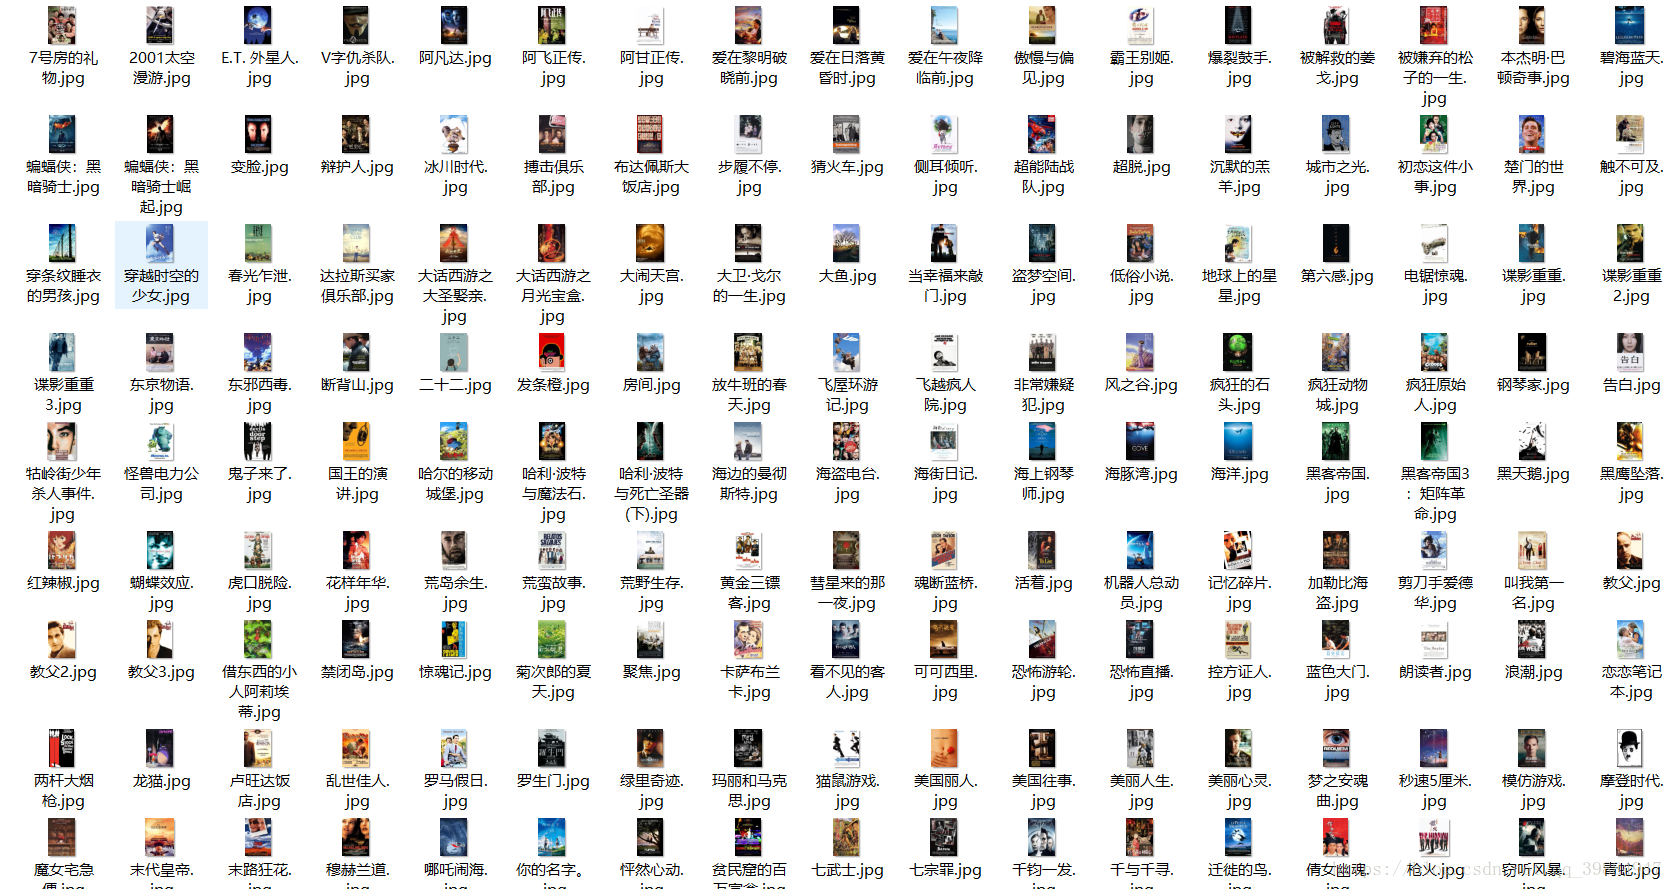 7号房的礼物.jpg
2001太空漫游.jpg
E.T. 外星人.jpg
V字仇杀队.jpg
阿凡达.jpg
阿飞正传.jpg
阿甘正传.jpg
爱在黎明破晓前.jpg
爱在日落黄昏时.jpg
爱在午夜降临前.jpg
傲慢与偏见.jpg
霸王别姬.jpg
爆裂鼓手.jpg
被解救的姜戈.jpg
被嫌弃的松子的一生.jpg
本杰明·巴顿奇事.jpg
碧海蓝天.jpg
蝙蝠侠：黑暗骑士.jpg
蝙蝠侠：黑暗骑士崛起.jpg
变脸.jpg
辩护人.jpg
冰川时代.jpg
搏击俱乐部.jpg
布达佩斯大饭店.jpg
步履不停.jpg
猜火车.jpg
侧耳倾听.jpg
超能陆战队.jpg
超脱.jpg
沉默的羔羊.jpg
城市之光.jpg
初恋这件小事.jpg
楚门的世界.jpg
触不可及.jpg
穿条纹睡衣的男孩.jpg
穿越时空的少女.jpg
春光乍泄.jpg
达拉斯买家俱乐部.jpg
大话西游之大圣娶亲.jpg
大话西游之月光宝盒.jpg
大闹天宫.jpg
大卫·戈尔的一生.jpg
大鱼.jpg
当幸福来敲门.jpg
盗梦空间.jpg
低俗小说.jpg
地球上的星星.jpg
第六感.jpg
电锯惊魂.jpg
谍影重重.jpg
谍影重重2.jpg
谍影重重3.jpg
东京物语.jpg
东邪西毒.jpg
断背山.jpg
二十二.jpg
发条橙.jpg
房间.jpg
放牛班的春天.jpg
飞屋环游记.jpg
飞越疯人院.jpg
非常嫌疑犯.jpg
风之谷.jpg
疯狂的石头.jpg
疯狂动物城.jpg
疯狂原始人.jpg
钢琴家.jpg
告白.jpg
牯岭街少年杀人事件.jpg
怪兽电力公司.jpg
鬼子来了.jpg
国王的演讲.jpg
哈尔的移动城堡.jpg
哈利·波特与魔法石.jpg
哈利·波特与死亡圣器(下).jpg
海边的曼彻斯特.jpg
海盗电台.jpg
海街日记.jpg
海上钢琴师.jpg
海豚湾.jpg
海洋.jpg
黑客帝国.jpg
黑客帝国3：矩阵革命.jpg
黑天鹅.jpg
黑鹰坠落.jpg
红辣椒.jpg
蝴蝶效应.jpg
虎口脱险.jpg
花样年华.jpg
荒岛余生.jpg
荒蛮故事.jpg
荒野生存.jpg
黄金三镖客.jpg
彗星来的那一夜.jpg
魂断蓝桥.jpg
活着.jpg
机器人总动员.jpg
记忆碎片.jpg
加勒比海盗.jpg
剪刀手爱德华.jpg
叫我第一名.jpg
教父.jpg
教父2.jpg
教父3.jpg
借东西的小人阿莉埃蒂.jpg
禁闭岛.jpg
惊魂记.jpg
菊次郎的夏天.jpg
聚焦.jpg
卡萨布兰卡.jpg
看不见的客人.jpg
可可西里.jpg
恐怖游轮.jpg
恐怖直播.jpg
控方证人.jpg
蓝色大门.jpg
朗读者.jpg
浪潮.jpg
恋恋笔记本.jpg
两杆大烟枪.jpg
龙猫.jpg
卢旺达饭店.jpg
乱世佳人.jpg
罗马假日.jpg
罗生门.jpg
绿里奇迹.jpg
玛丽和马克思.jpg
猫鼠游戏.jpg
美国丽人.jpg
美国往事.jpg
美丽人生.jpg
美丽心灵.jpg
梦之安魂曲.jpg
秒速5厘米.jpg
模仿游戏.jpg
摩登时代.jpg
魔女宅急便.jpg
末代皇帝.
末路狂花.
穆赫兰道.
哪吒闹海.
你的名字。
怦然心动.
贫民窟的百万富翁.jpg
七武士.jpg
七宗罪.jpg
千钧一发.
千与千寻.
迁徙的鸟.
倩女幽魂.
枪火.jpg
窃听风暴.
青蛇.jpg